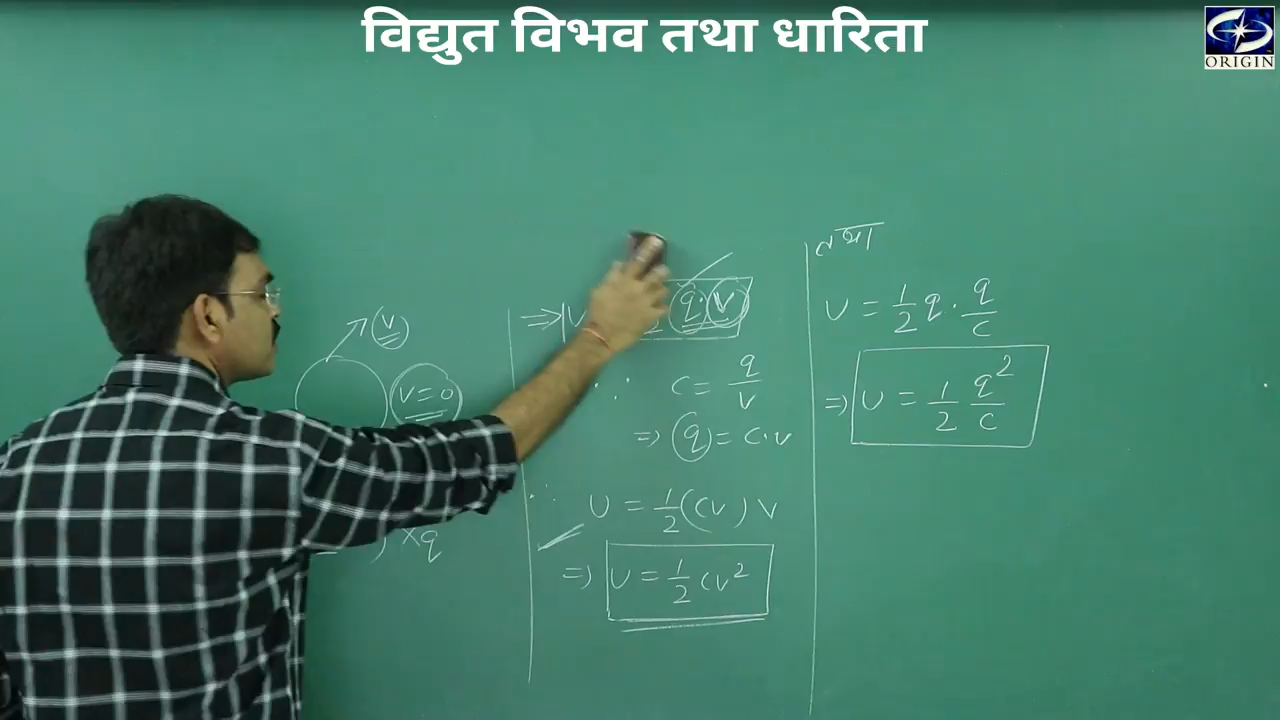 विद्युत विभव तथा धारिता
ORIGIN
V
V = 0
) × q
q · V
∴ C = q/V
⇒ q = C · V
∴ U = 1/2 (CV) V
⇒ U = 1/2 CV²
तथा
U = 1/2 q · q/C
⇒ U = 1/2 q²/C